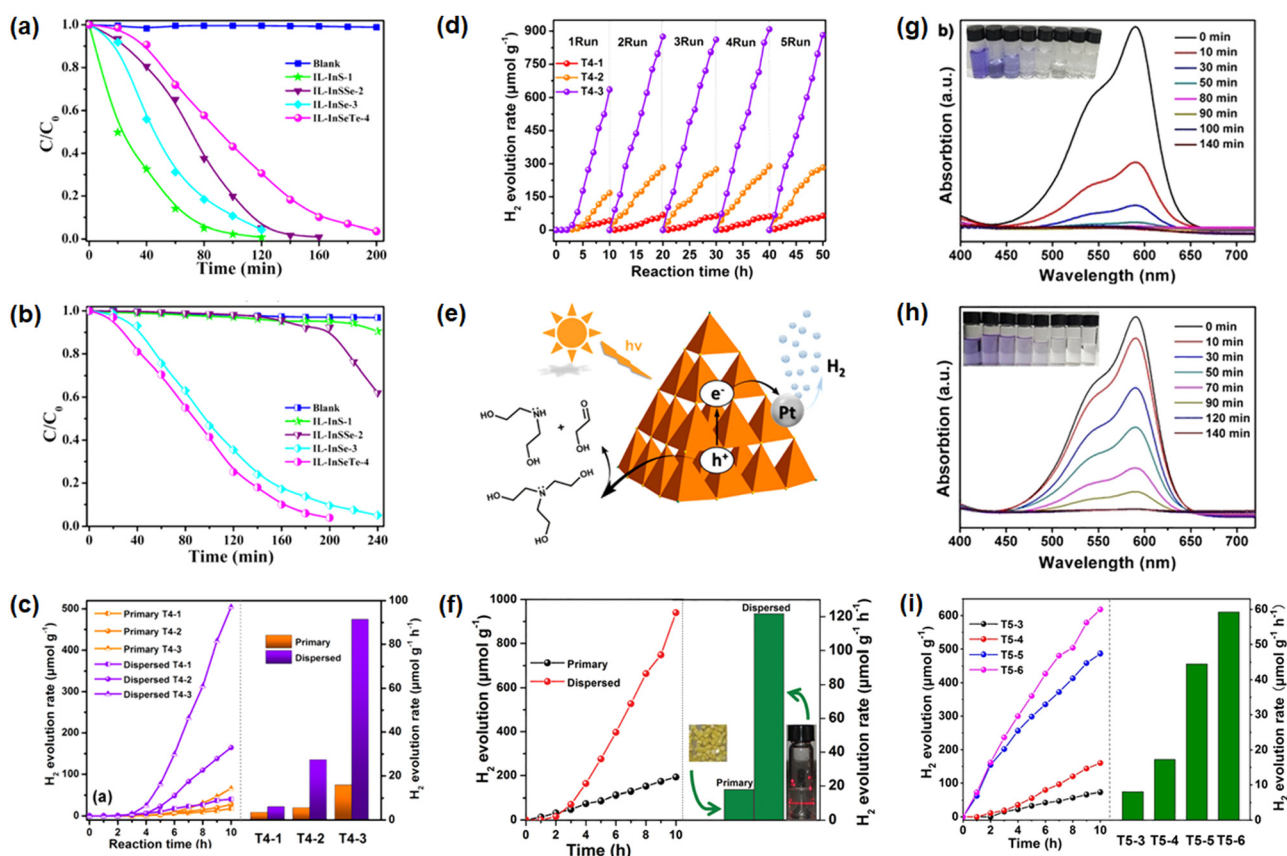 (a)
C/C0
1.0
0.8
0.6
0.4
0.2
0.0
Blank
IL-InS-1
IL-InSSe-2
IL-InSe-3
IL-InSeTe-4
0 40 80 120 160 200
Time (min)
(b)
C/C0
1.0
0.8
0.6
0.4
0.2
0.0
Blank
IL-InS-1
IL-InSSe-2
IL-InSe-3
IL-InSeTe-4
0 40 80 120 160 200 240
Time (min)
(c)
H2 evolution (μmol g-1)
500
400
300
200
100
50
0
Primary T4-1
Primary T4-2
Primary T4-3
Dispersed T4-1
Dispersed T4-2
Dispersed T4-3
Primary
Dispersed
(a)
100
80
60
40
20
0
H2 evolution rate (μmol g-1 h-1)
0 2 4 6 8 10
T4-1 T4-2 T4-3
Reaction time (h)
(d)
H2 evolution rate (μmol g-1)
900
750
600
450
300
150
0
1Run 2Run 3Run 4Run 5Run
T4-1
T4-2
T4-3
0 5 10 15 20 25 30 35 40 45 50
Reaction time (h)
(e)
hv
e-
h+
Pt
H2
HO
NH
OH
+
O
OH
HO
N
OH
HO
(f)
H2 evolution (μmol g-1)
1000
800
600
400
200
0
Primary
Dispersed
Dispersed
Primary
120
100
80
60
40
20
0
H2 evolution rate (μmol g-1 h-1)
0 2 4 6 8 10
Time (h)
(g)
b)
Absorbtion (a.u.)
0 min
10 min
30 min
50 min
80 min
90 min
100 min
140 min
400 450 500 550 600 650 700
Wavelength (nm)
(h)
Absorbtion (a.u.)
0 min
10 min
30 min
50 min
70 min
90 min
120 min
140 min
400 450 500 550 600 650 700
Wavelength (nm)
(i)
H2 evolution (μmol g-1)
600
500
400
300
200
100
0
T5-3
T5-4
T5-5
T5-6
60
50
40
30
20
10
0
H2 evolution rate (μmol g-1 h-1)
0 2 4 6 8 10
T5-3 T5-4 T5-5 T5-6
Time (h)